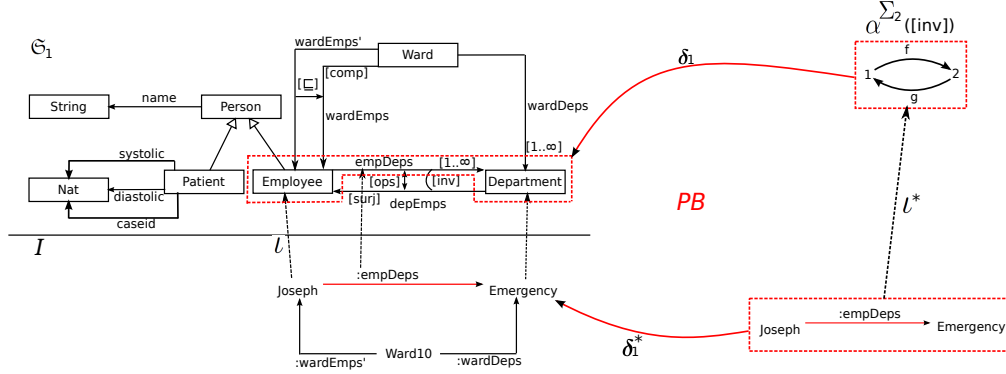 𝔖₁
wardEmps'
Ward
α^Σ₂([inv])
[comp]
[⊑]
f
1
2
g
δ₁
String
name
Person
wardEmps
wardDeps
[1..∞]
systolic
empDeps
[1..∞]
Nat
Patient
Employee
[ops]
[inv]
Department
diastolic
[surj]
depEmps
caseid
PB
ι*
I
ι
:empDeps
Joseph
Emergency
:empDeps
Joseph
Emergency
Ward10
:wardEmps'
:wardDeps
δ₁*